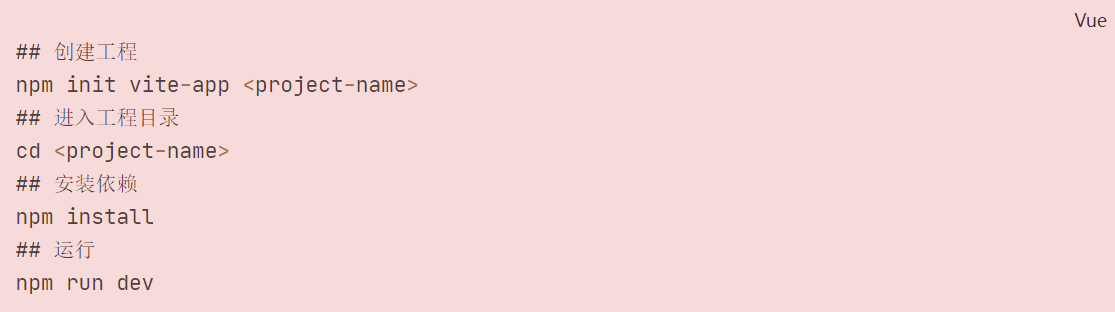 Vue
## 创建工程
npm init vite-app <project-name>
## 进入工程目录
cd <project-name>
## 安装依赖
npm install
## 运行
npm run dev